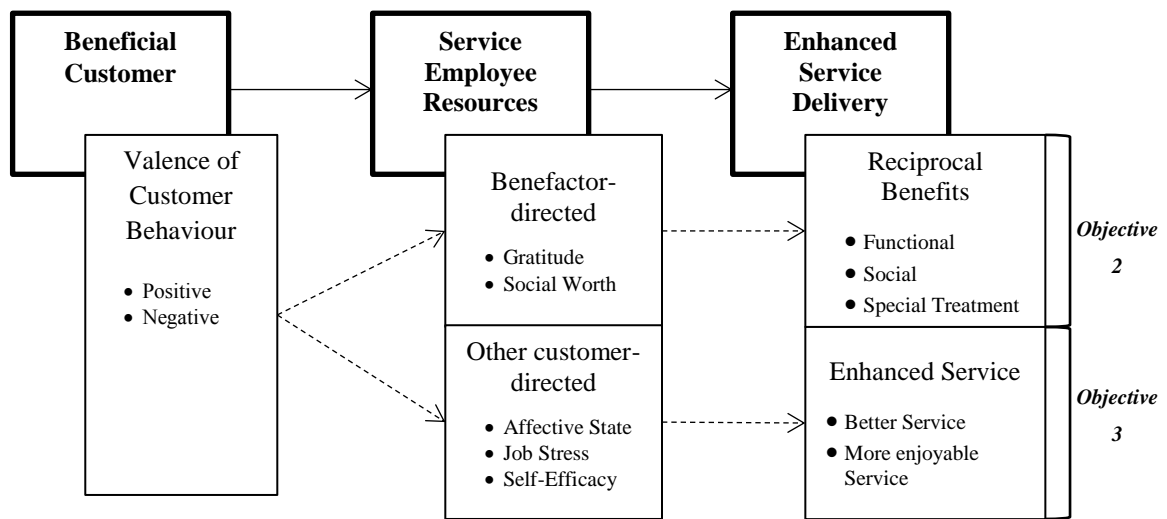 Beneficial
Customer
Service
Employee
Resources
Enhanced
Service
Delivery
Valence of
Customer
Behaviour
• Positive
• Negative
Benefactor-
directed
• Gratitude
• Social Worth
Other customer-
directed
• Affective State
• Job Stress
• Self-Efficacy
Reciprocal
Benefits
• Functional
• Social
• Special Treatment
Objective
2
Enhanced Service
• Better Service
• More enjoyable
Service
Objective
3